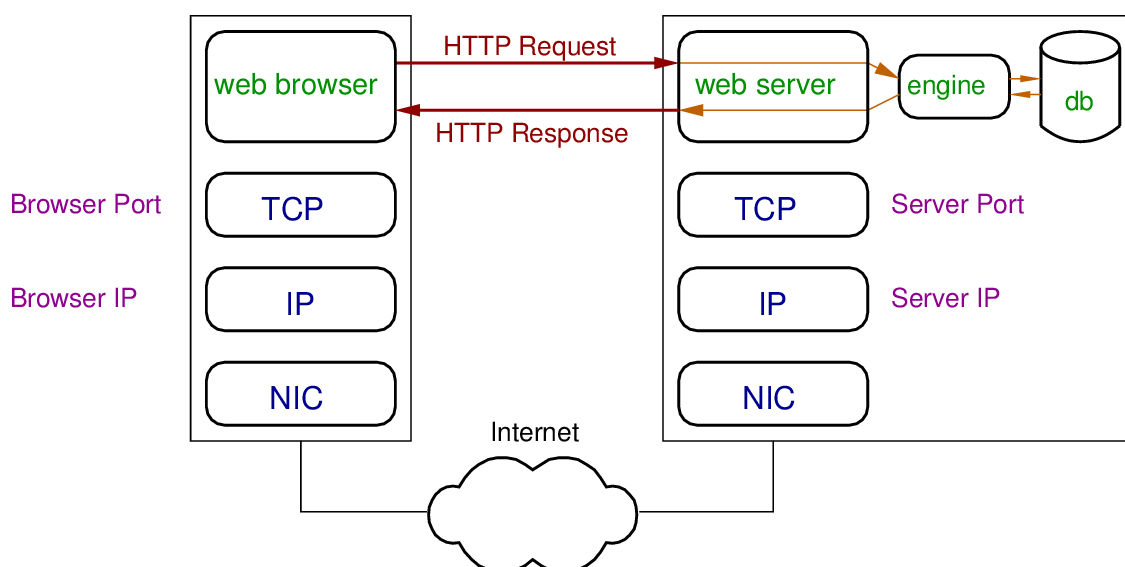 HTTP Request
web browser
web server
engine
db
HTTP Response
Browser Port
TCP
TCP
Server Port
Browser IP
IP
IP
Server IP
NIC
NIC
Internet